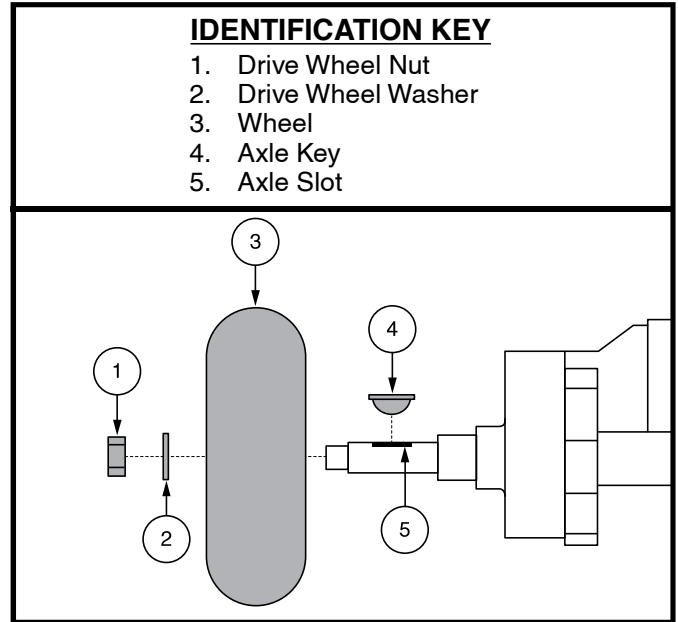 IDENTIFICATION KEY
1. Drive Wheel Nut
2. Drive Wheel Washer
3. Wheel
4. Axle Key
5. Axle Slot
3
4
1
2
5